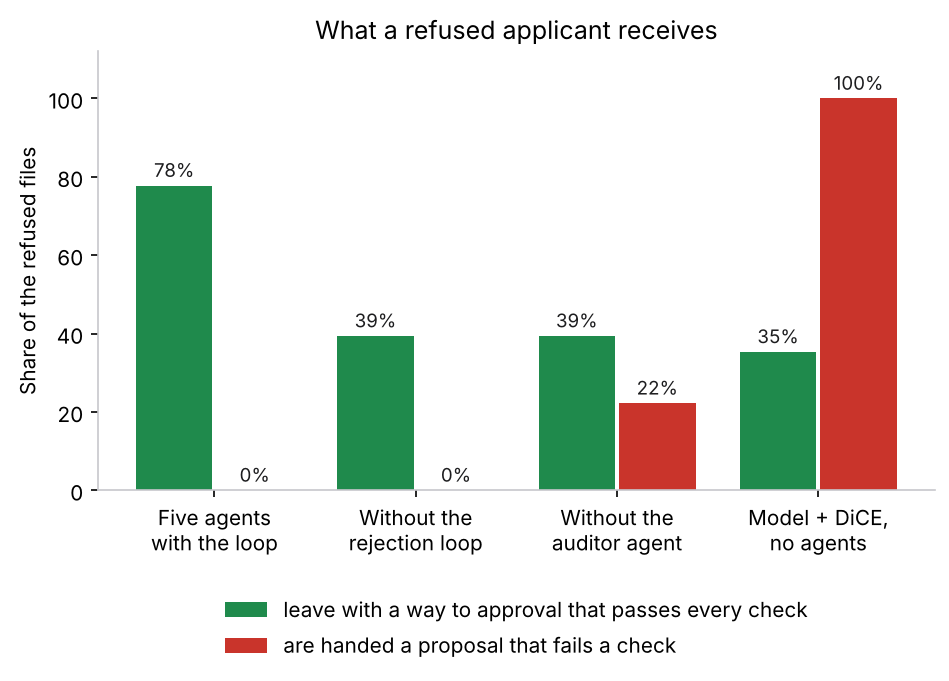 What a refused applicant receives
Share of the refused files
100
80
60
40
20
0
78%
0%
39%
0%
39%
22%
35%
100%
Five agents
with the loop
Without the
rejection loop
Without the
auditor agent
Model + DiCE,
no agents
leave with a way to approval that passes every check
are handed a proposal that fails a check